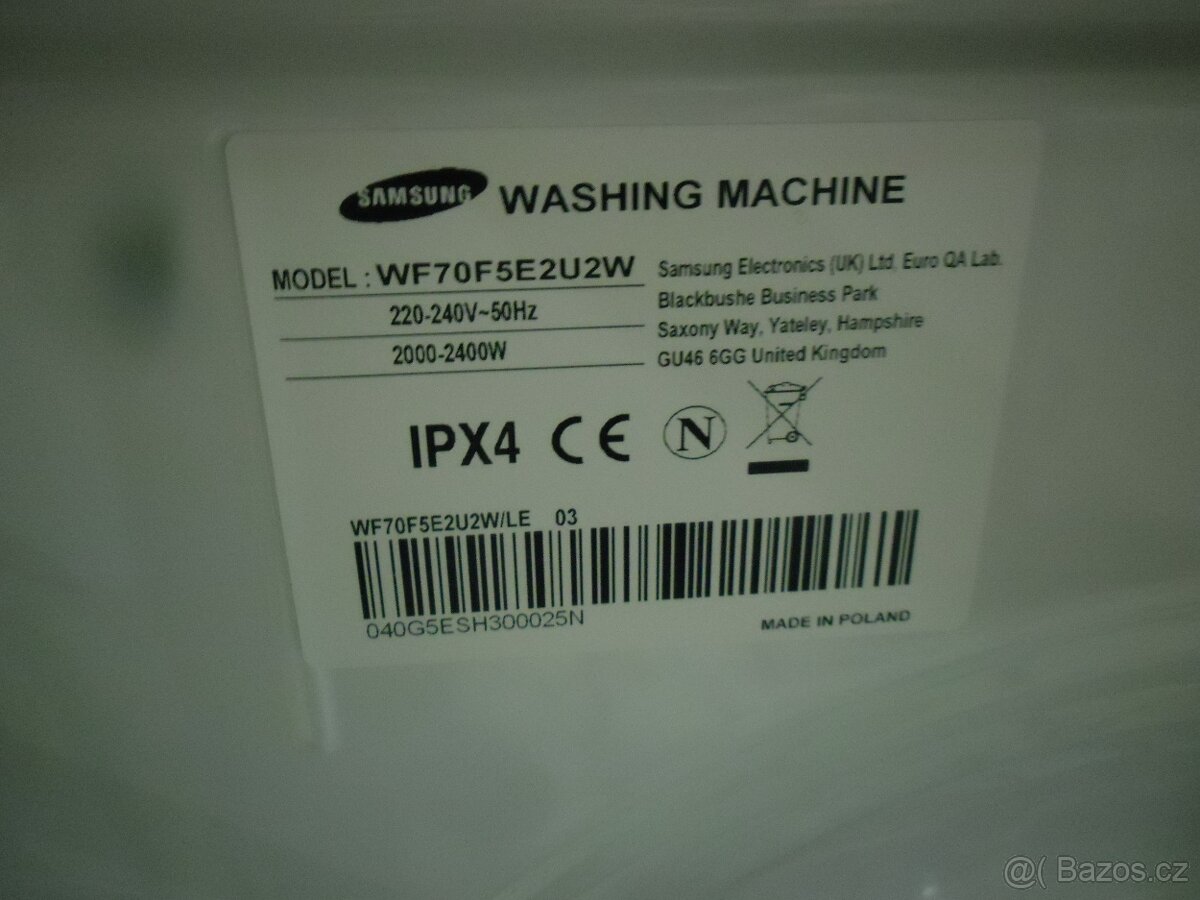 SAMSUNG WASHING MACHINE
MODEL : WF70F5E2U2W
220-240V~50Hz
2000-2400W
Samsung Electronics (UK) Ltd, Euro QA Lab.
Blackbushe Business Park
Saxony Way, Yateley, Hampshire
GU46 6GG United Kingdom
IPX4 CE N
WF70F5E2U2W/LE 03
040G5ESH300025N
MADE IN POLAND
@( Bazos.cz